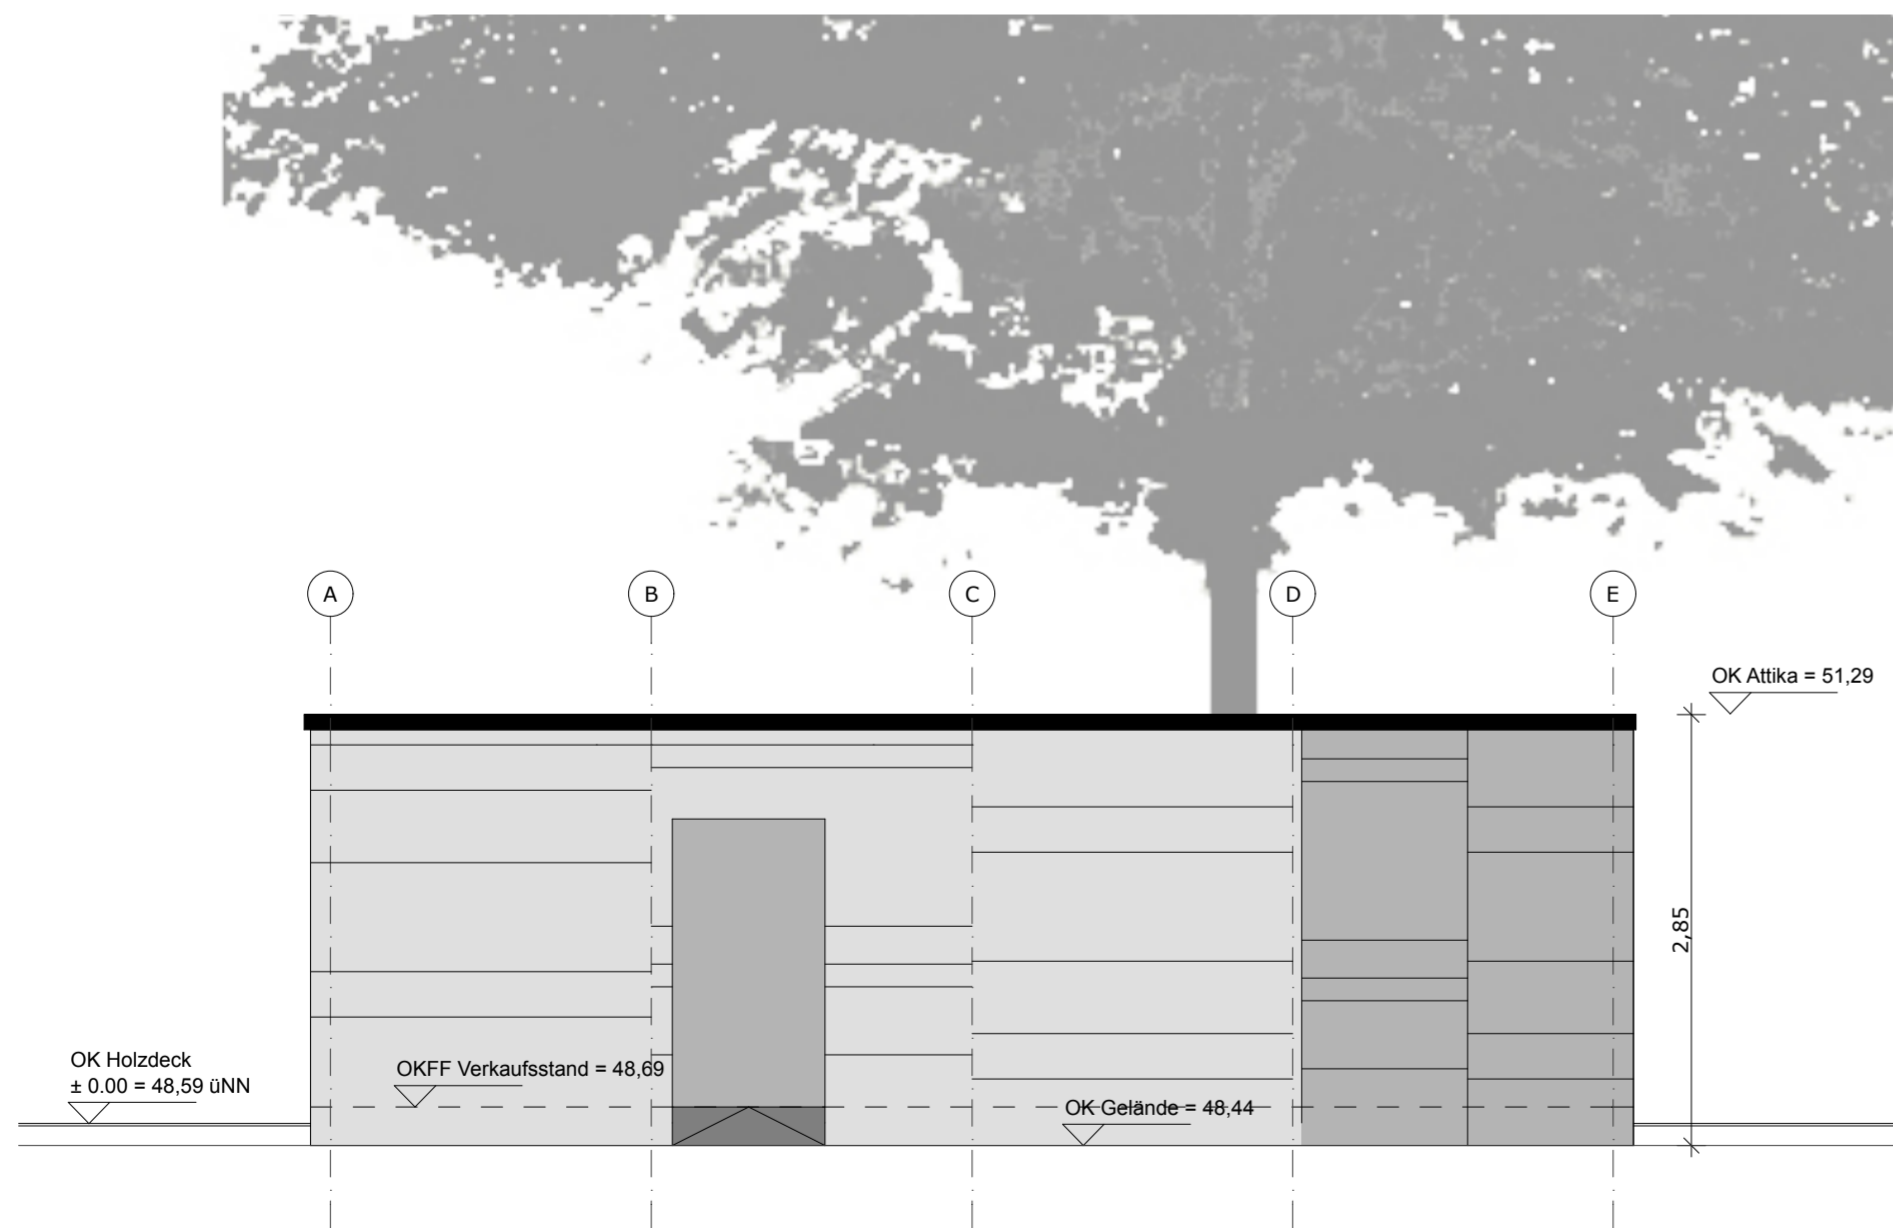 A
B
C
D
E
OK Attika = 51,29
2,85
OK Holzdeck
± 0.00 = 48,59 üNN
OKFF Verkaufsstand = 48,69
OK Gelände = 48,44